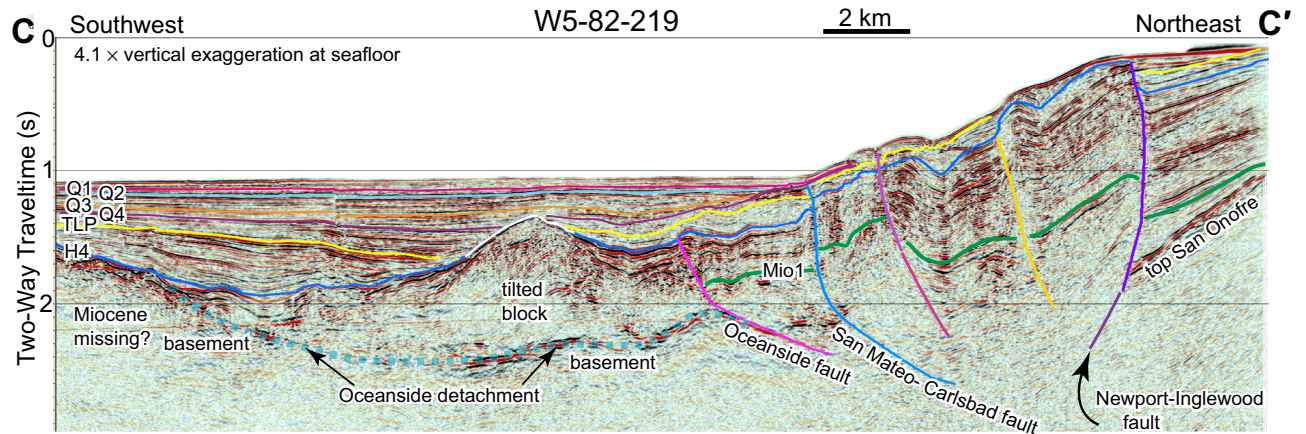 C Southwest W5-82-219 2 km Northeast C′
4.1 × vertical exaggeration at seafloor
Two-Way Traveltime (s)
0
1
2
Q1
Q2
Q3
Q4
TLP
H4
Miocene
missing?
basement
Oceanside detachment
tilted
block
basement
Mio1
Oceanside fault
San Mateo- Carlsbad fault
top San Onofre
Newport-Inglewood
fault